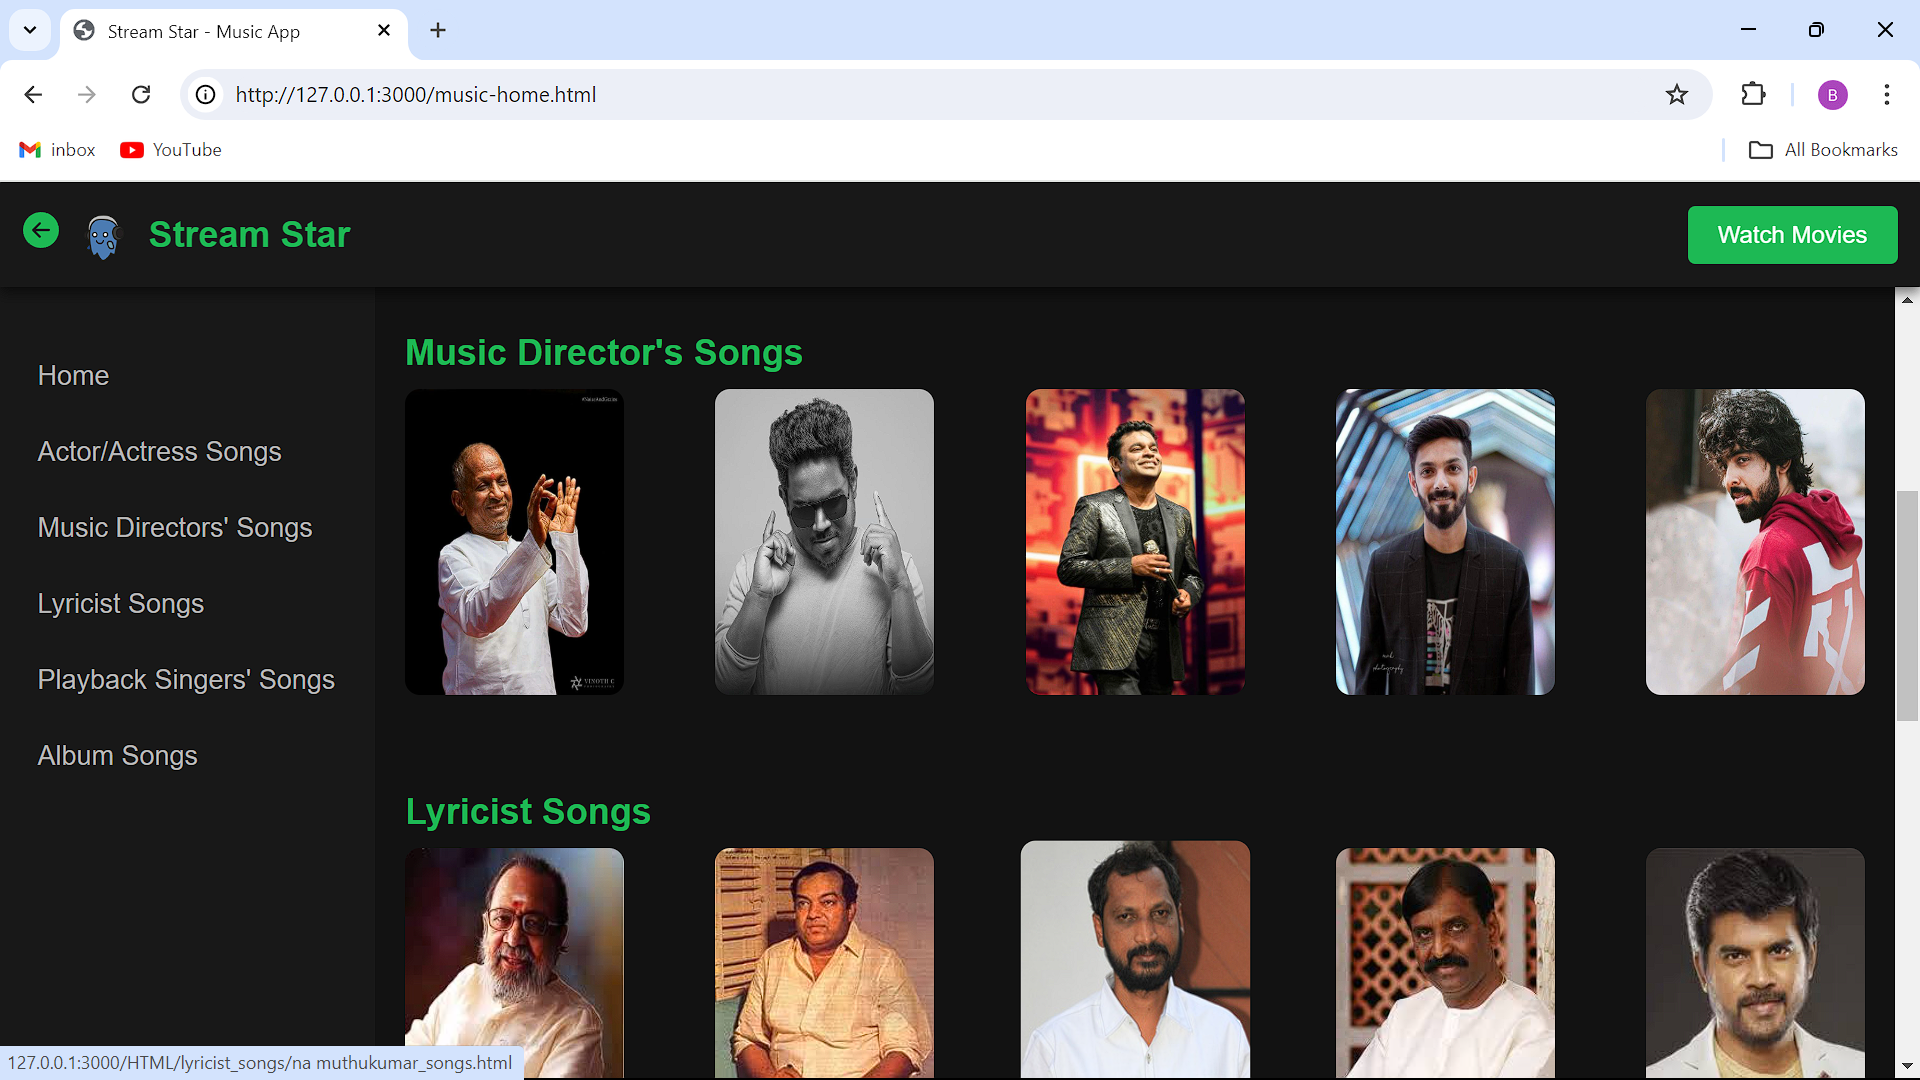 Stream Star - Music App
http://127.0.0.1:3000/music-home.html
B
inbox
YouTube
All Bookmarks
Stream Star
Watch Movies
Home
Actor/Actress Songs
Music Directors' Songs
Lyricist Songs
Playback Singers' Songs
Album Songs
Music Director's Songs
VINOTH C
Lyricist Songs
127.0.0.1:3000/HTML/lyricist_songs/na muthukumar_songs.html